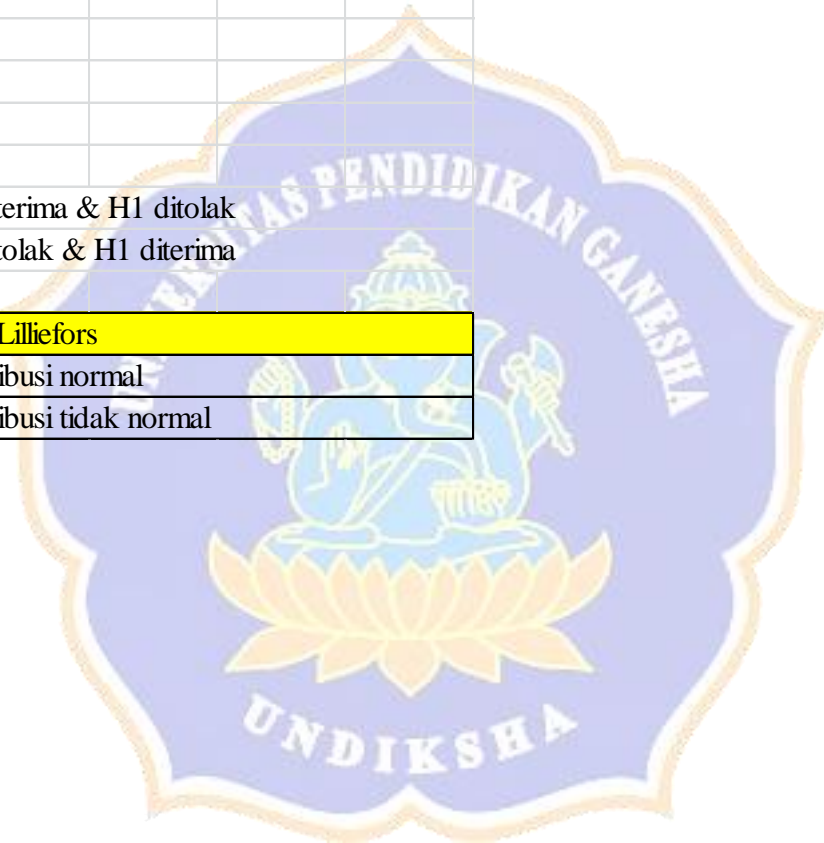 UNIVERSITAS PENDIDIKAN GANESHA
terima & H1 ditolak
tolak & H1 diterima
Lilliefors
ibusi normal
ibusi tidak normal
UNDIKSHA